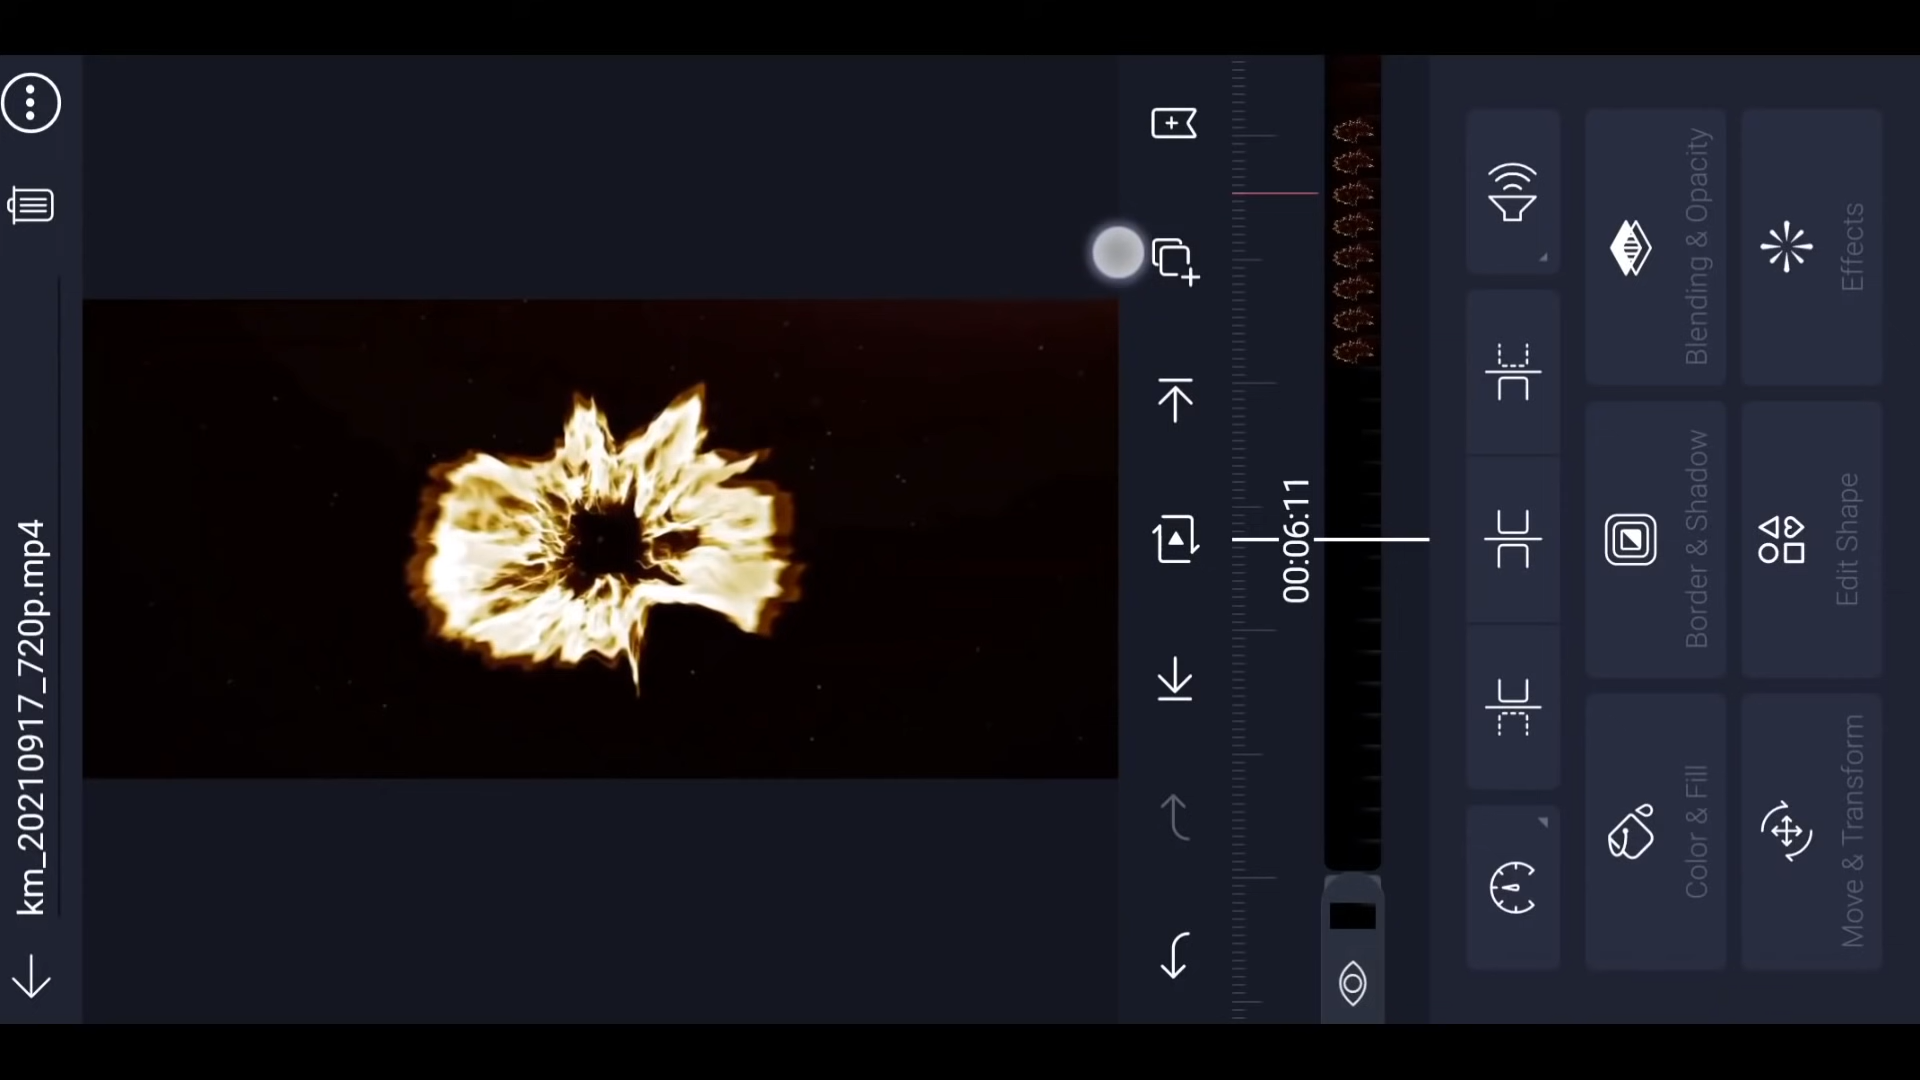 km_20210917_720p.mp4
00:06:11
Blending & Opacity
Effects
Border & Shadow
Edit Shape
Color & Fill
Move & Transform